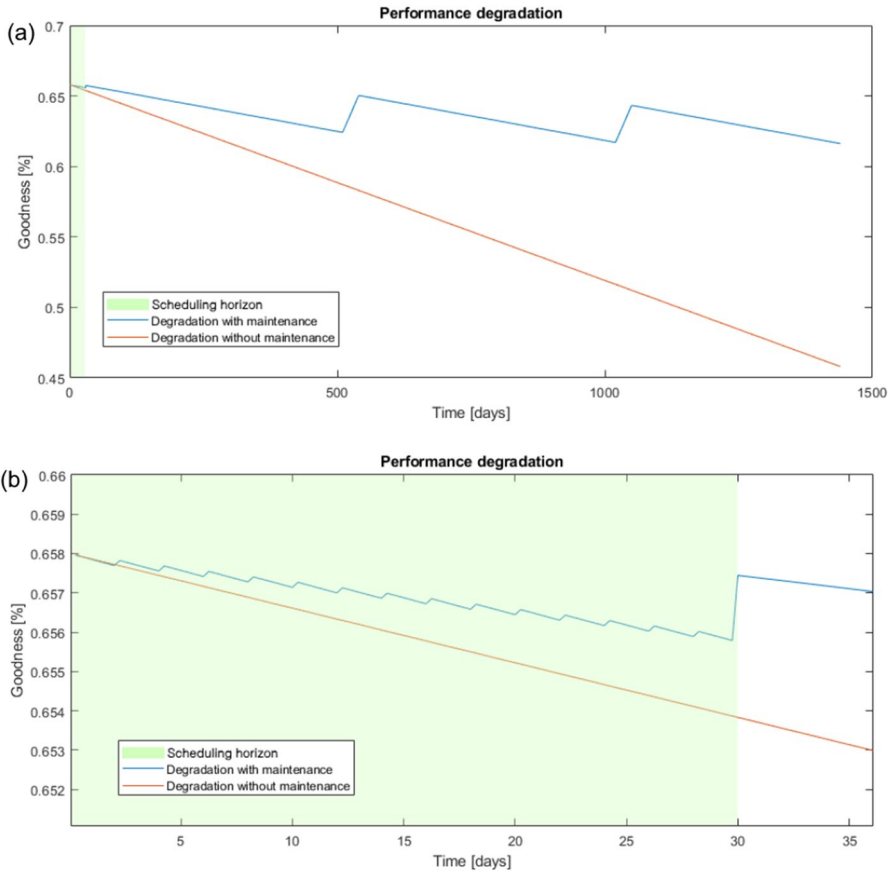 (a)
Performance degradation
0.7
0.65
0.6
0.55
0.5
0.45
Goodness [%]
Scheduling horizon
Degradation with maintenance
Degradation without maintenance
0
500
1000
1500
Time [days]
(b)
Performance degradation
0.66
0.659
0.658
0.657
0.656
0.655
0.654
0.653
0.652
Goodness [%]
Scheduling horizon
Degradation with maintenance
Degradation without maintenance
5
10
15
20
25
30
35
Time [days]